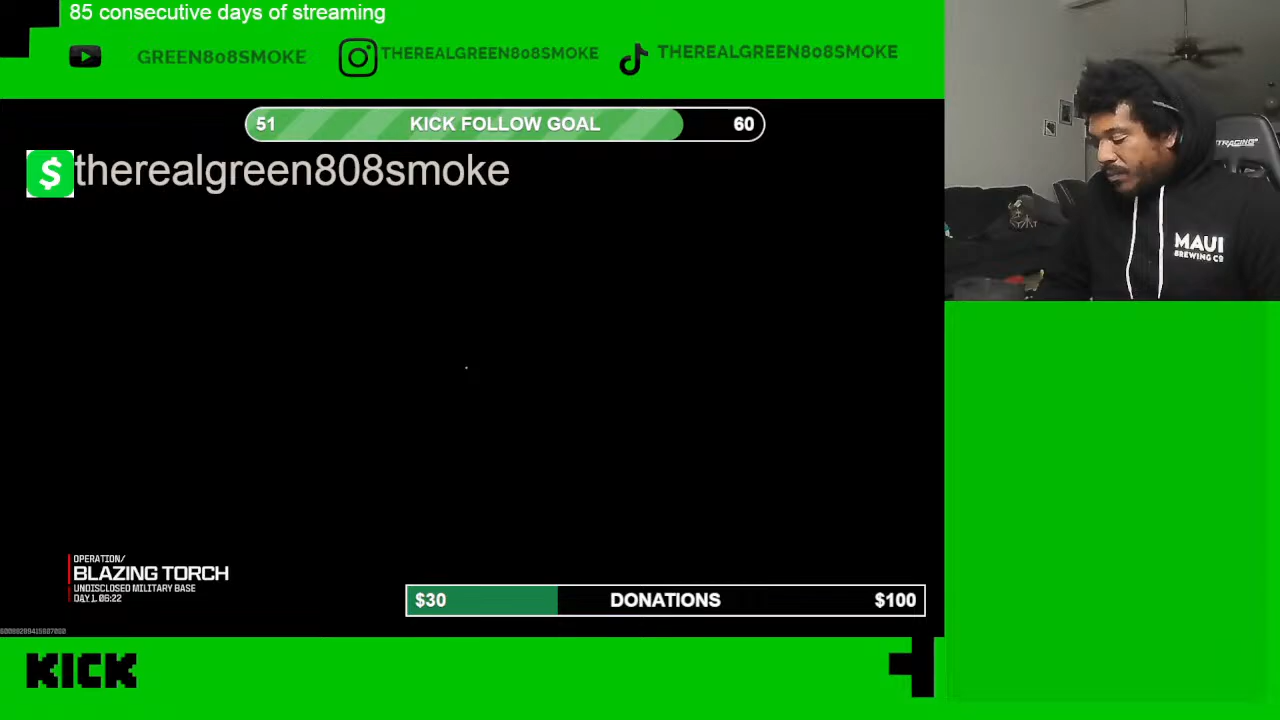 85 consecutive days of streaming
GREEN808SMOKE
THEREALGREEN808SMOKE
THEREALGREEN808SMOKE
51 KICK FOLLOW GOAL 60
$therealgreen808smoke
TRACING
MAUI
BREWING CO
OPERATION/
BLAZING TORCH
UNDISCLOSED MILITARY BASE
DAY 1, 06:22
$30 DONATIONS $100
KICK